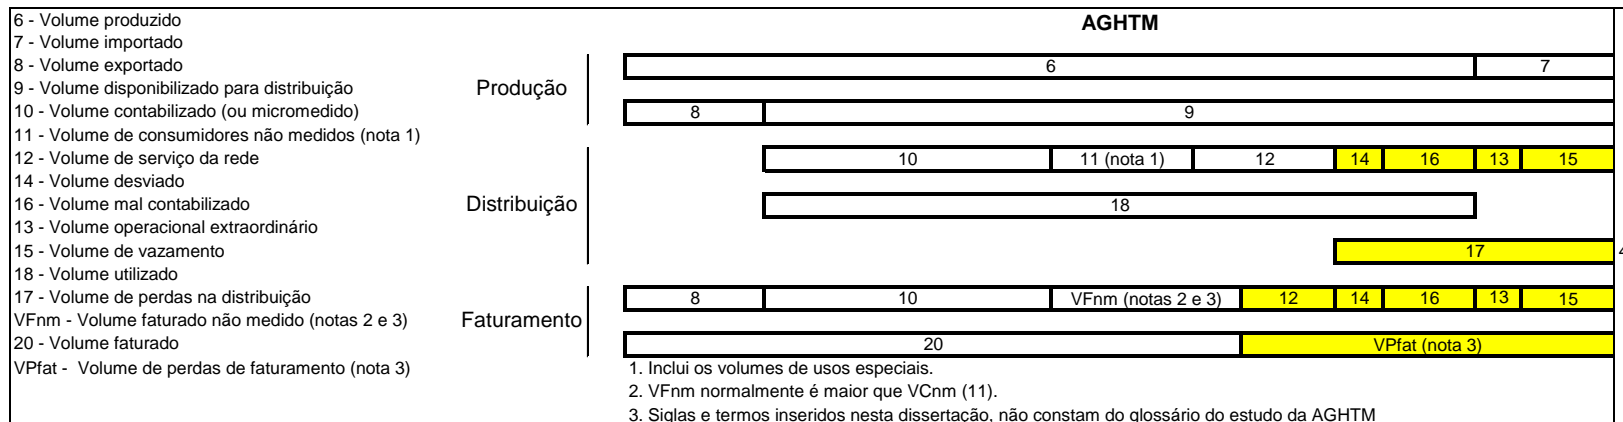 6 - Volume produzido
AGHTM
7 - Volume importado
8 - Volume exportado
6 7
9 - Volume disponibilizado para distribuição
Produção
10 - Volume contabilizado (ou micromedido)
8 9
11 - Volume de consumidores não medidos (nota 1)
12 - Volume de serviço da rede
10 11 (nota 1) 12 14 16 13 15
14 - Volume desviado
16 - Volume mal contabilizado
Distribuição
18
13 - Volume operacional extraordinário
15 - Volume de vazamento
17
18 - Volume utilizado
17 - Volume de perdas na distribuição
8 10 VFnm (notas 2 e 3) 12 14 16 13 15
VFnm - Volume faturado não medido (notas 2 e 3)
Faturamento
20 - Volume faturado
20 VPfat (nota 3)
VPfat - Volume de perdas de faturamento (nota 3)
1. Inclui os volumes de usos especiais.
2. VFnm normalmente é maior que VCnm (11).
3. Siglas e termos inseridos nesta dissertação, não constam do glossário do estudo da AGHTM